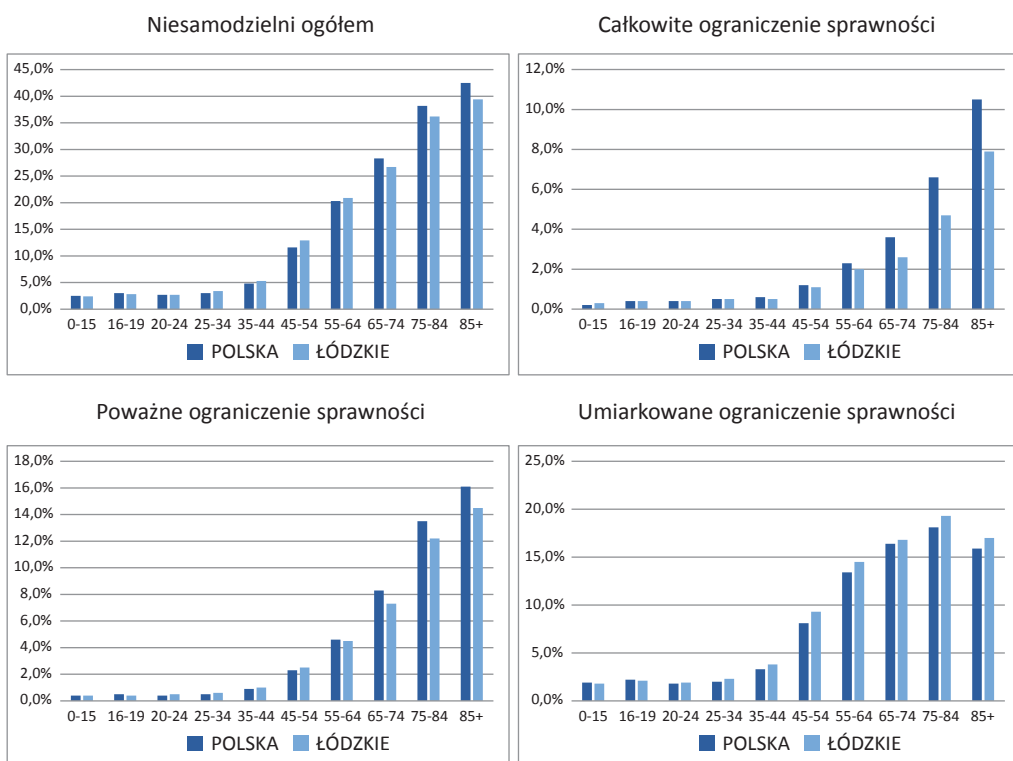 Niesamodzielni ogółem
45,0%
40,0%
35,0%
30,0%
25,0%
20,0%
15,0%
10,0%
5,0%
0,0%
0-15 16-19 20-24 25-34 35-44 45-54 55-64 65-74 75-84 85+
POLSKA ŁÓDZKIE
Całkowite ograniczenie sprawności
12,0%
10,0%
8,0%
6,0%
4,0%
2,0%
0,0%
0-15 16-19 20-24 25-34 35-44 45-54 55-64 65-74 75-84 85+
POLSKA ŁÓDZKIE
Poważne ograniczenie sprawności
18,0%
16,0%
14,0%
12,0%
10,0%
8,0%
6,0%
4,0%
2,0%
0,0%
0-15 16-19 20-24 25-34 35-44 45-54 55-64 65-74 75-84 85+
POLSKA ŁÓDZKIE
Umiarkowane ograniczenie sprawności
25,0%
20,0%
15,0%
10,0%
5,0%
0,0%
0-15 16-19 20-24 25-34 35-44 45-54 55-64 65-74 75-84 85+
POLSKA ŁÓDZKIE